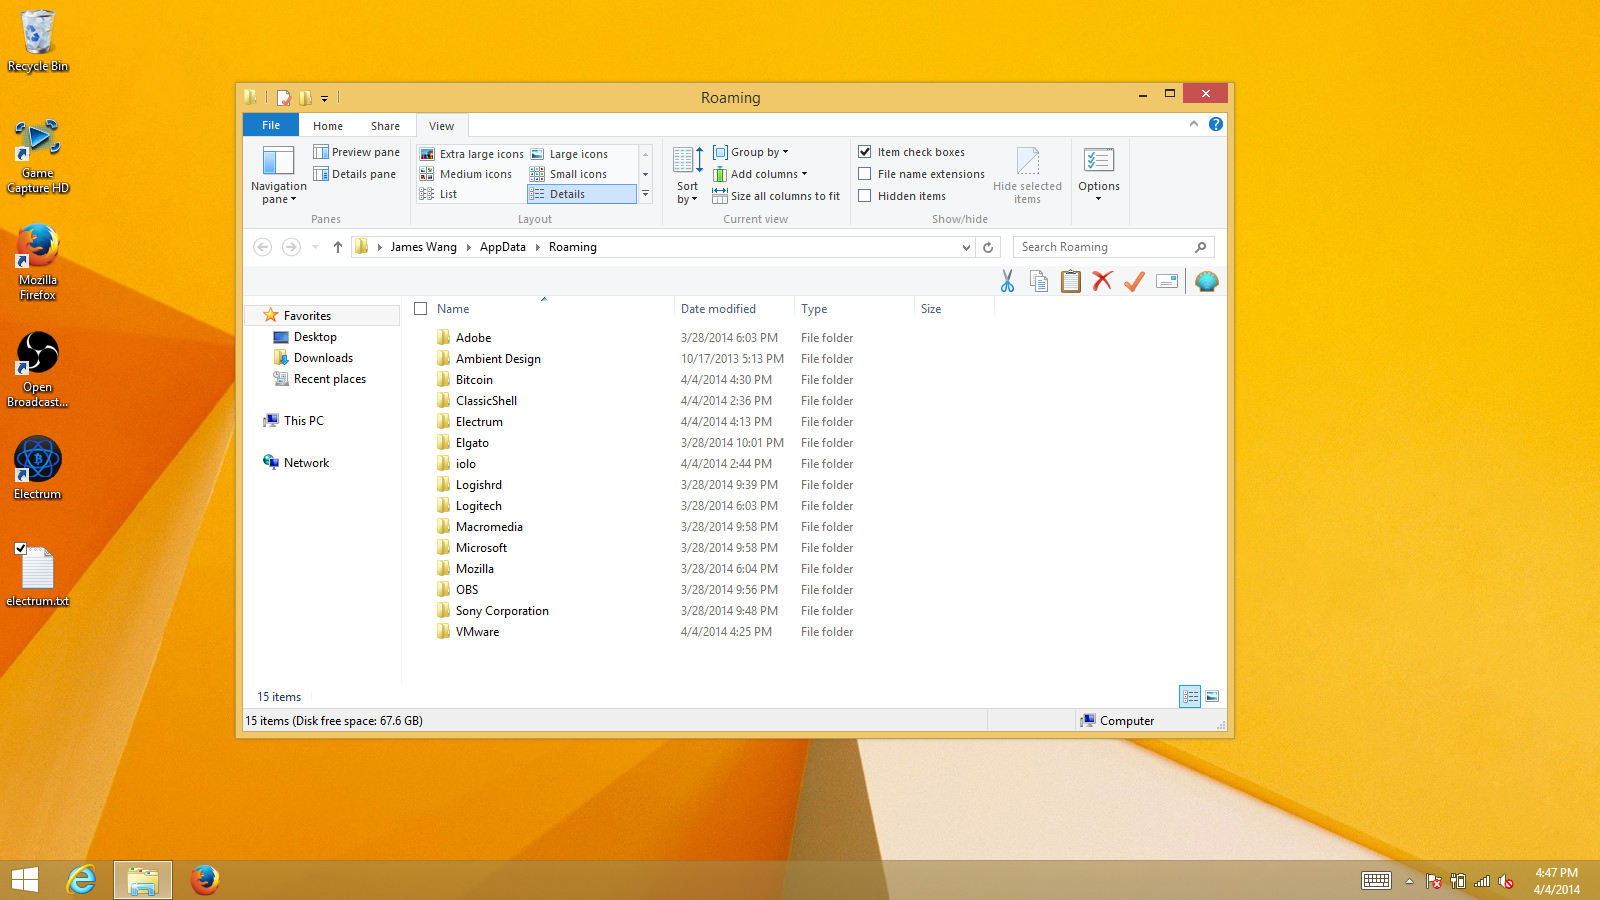 Recycle Bin
Game
Capture HD
Mozilla
Firefox
Open
Broadcast...
Electrum
electrum.txt
Roaming
File
Home
Share
View
Navigation
pane
Preview pane
Details pane
Panes
Extra large icons
Large icons
Medium icons
Small icons
List
Details
Layout
Sort
by
Group by
Add columns
Size all columns to fit
Current view
Item check boxes
File name extensions
Hidden items
Hide selected
items
Show/hide
Options
James Wang
AppData
Roaming
Search Roaming
Favorites
Desktop
Downloads
Recent places
This PC
Network
Name Date modified Type Size
Adobe 3/28/2014 6:03 PM File folder
Ambient Design 10/17/2013 5:13 PM File folder
Bitcoin 4/4/2014 4:30 PM File folder
ClassicShell 4/4/2014 2:36 PM File folder
Electrum 4/4/2014 4:13 PM File folder
Elgato 3/28/2014 10:01 PM File folder
iolo 4/4/2014 2:44 PM File folder
Logishrd 3/28/2014 9:39 PM File folder
Logitech 3/28/2014 6:03 PM File folder
Macromedia 3/28/2014 9:58 PM File folder
Microsoft 3/28/2014 9:58 PM File folder
Mozilla 3/28/2014 6:04 PM File folder
OBS 3/28/2014 9:56 PM File folder
Sony Corporation 3/28/2014 9:48 PM File folder
VMware 4/4/2014 4:25 PM File folder
15 items
15 items (Disk free space: 67.6 GB)
Computer
4:47 PM
4/4/2014